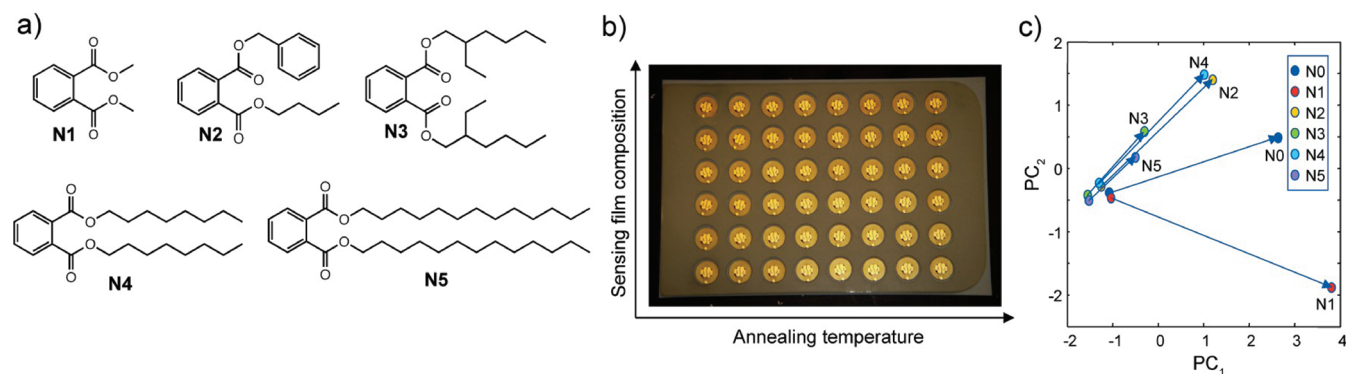 a)
O
O
O
O
N1
O
O
O
O
N2
O
O
O
O
N3
O
O
O
O
N4
O
O
O
O
N5
b)
Sensing film composition
Annealing temperature
c)
2
1
0
-1
-2
PC2
-2
-1
0
1
2
3
4
PC1
N4
N2
N3
N5
N0
N1
N0
N1
N2
N3
N4
N5